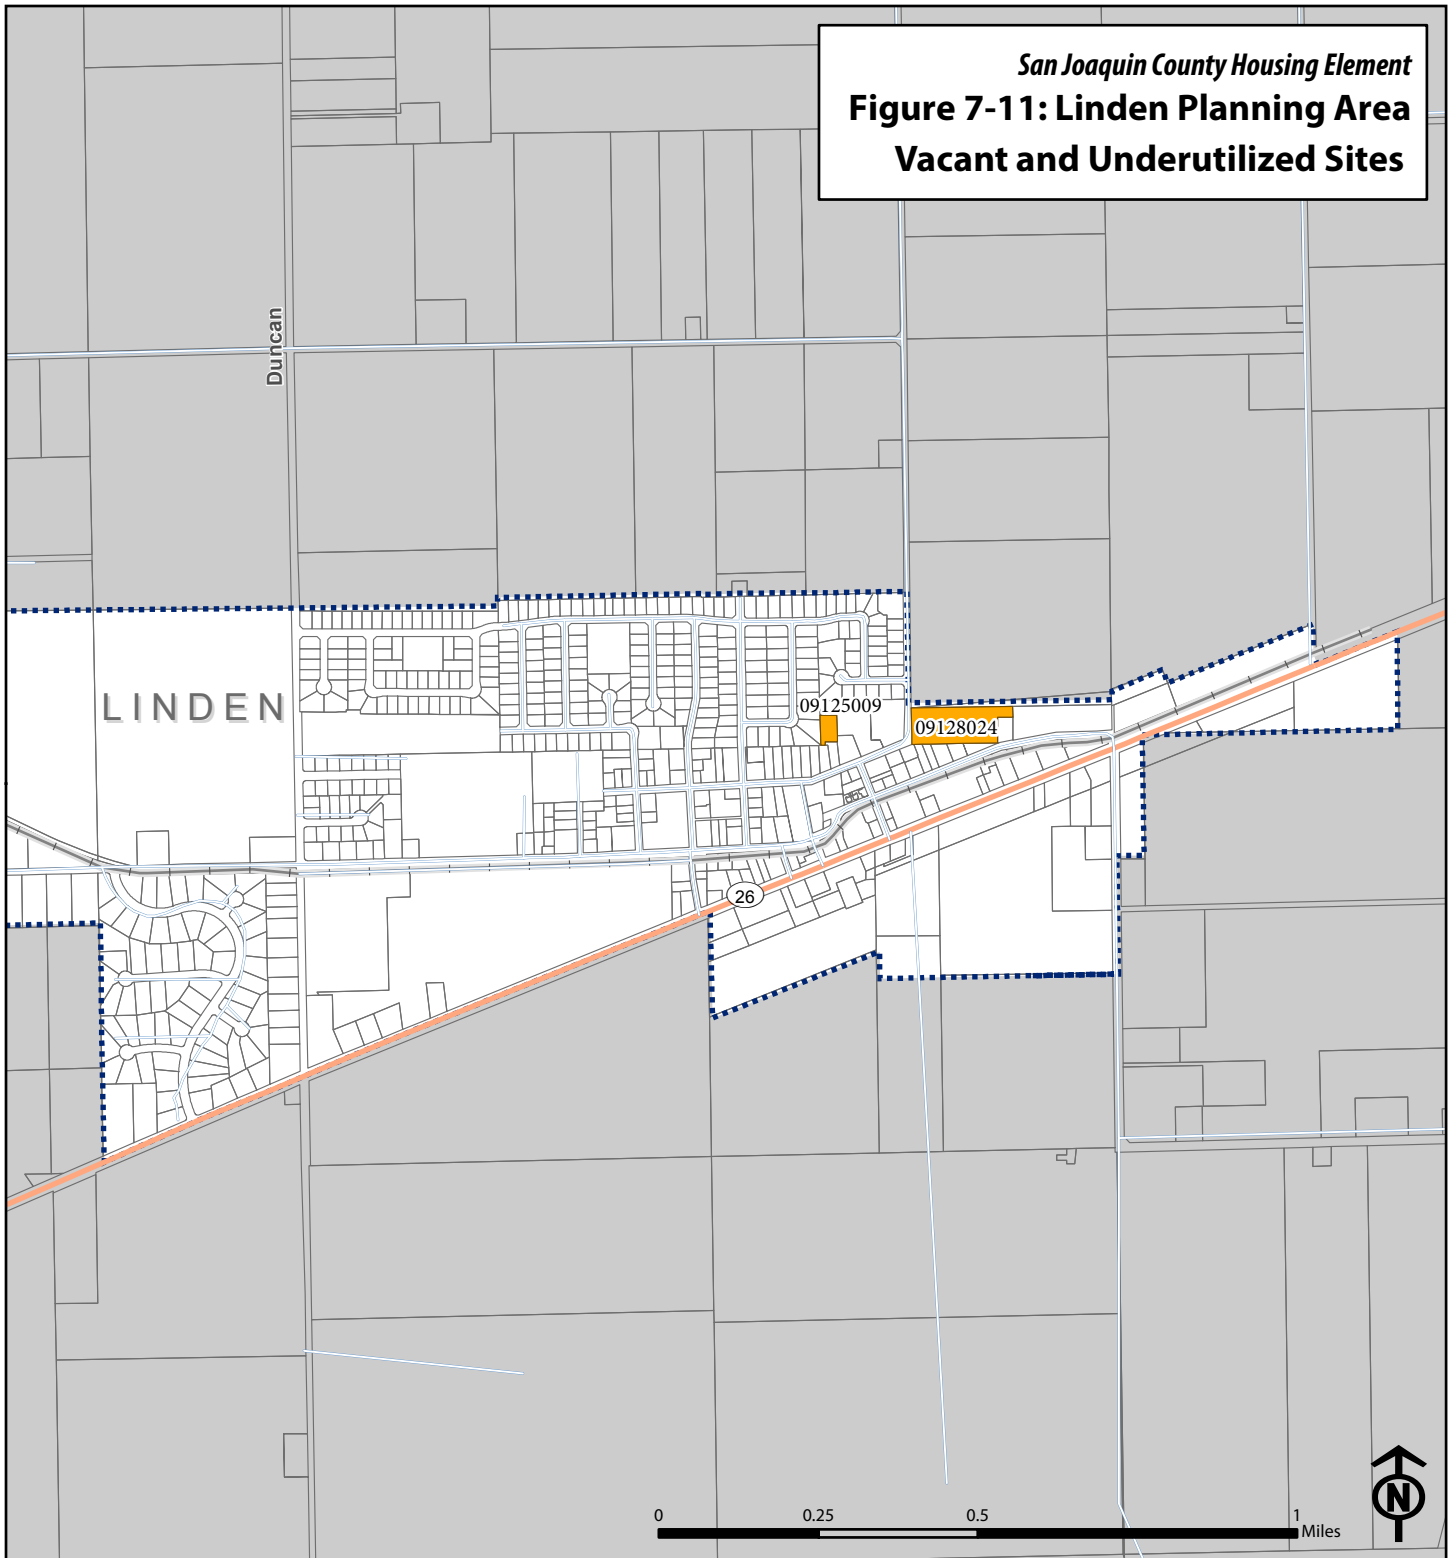 San Joaquin County Housing Element
Figure 7-11: Linden Planning Area
Vacant and Underutilized Sites
Duncan
LINDEN
09125009
09128024
26
0 0.25 0.5 1
Miles
N